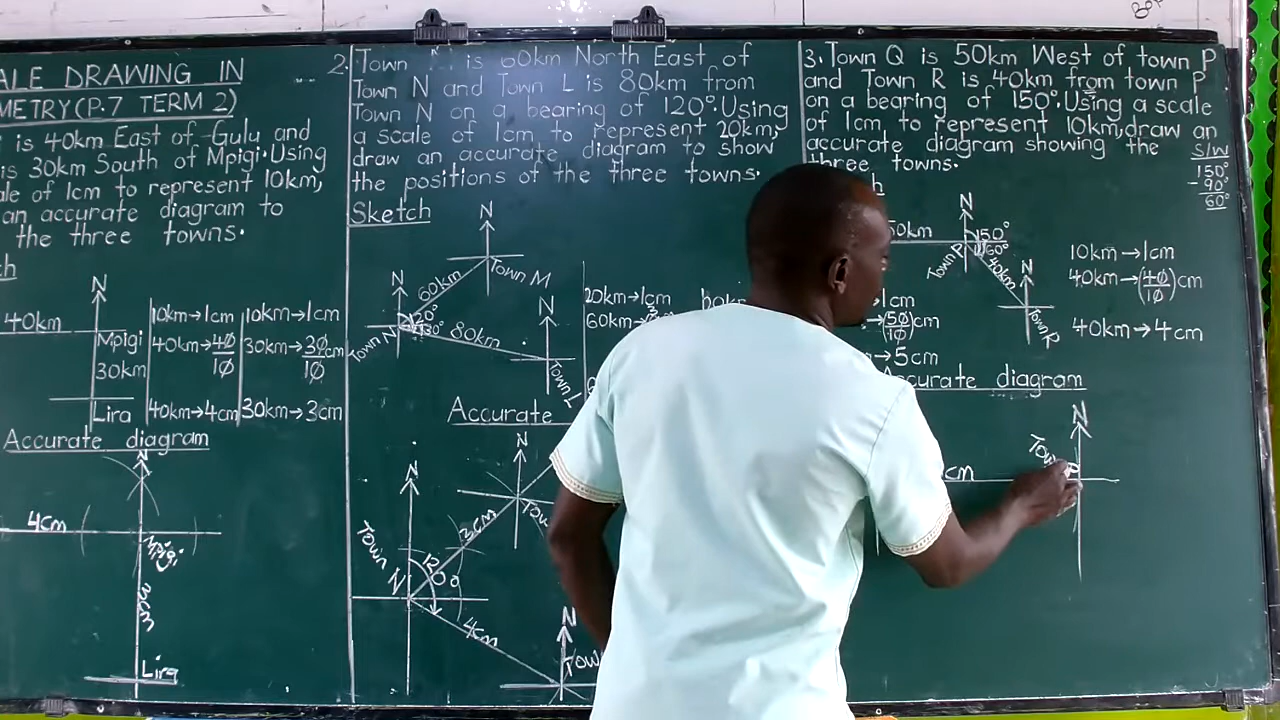 ALE DRAWING IN
METRY(P.7 TERM 2)
is 40km East of Gulu and
is 30km South of Mpigi. Using
ale of 1cm to represent 10km,
an accurate diagram to
the three towns.
ch
N
40km
Mpigi
30km
Lira
10km→1cm
40km→40/10
40km→4cm
10km→1cm
30km→30/10 cm
30km→3cm
Accurate diagram
N
4cm
Mpigi
3cm
Lira
2. Town M is 60km North East of
Town N and Town L is 80km from
Town N on a bearing of 120°. Using
a scale of 1cm to represent 20km,
draw an accurate diagram to show
the positions of the three towns.
Sketch
N
Town M
60km
N
120°
30°
Town N
80km
N
Town L
20km→1cm
60km→
Accurate
N
N
Town N
120°
3cm
4cm
N
Tow
3. Town Q is 50km West of town P
and Town R is 40km from town P
on a bearing of 150°. Using a scale
of 1cm to represent 10km, draw an
accurate diagram showing the
three towns.
S/W
150°
- 90°
60°
h
50km
N
150°
60°
Town P
40km
N
Town R
1cm
(50/10)cm
→5cm
10km→1cm
40km→(40/10)cm
40km→4cm
ccurate diagram
N
cm